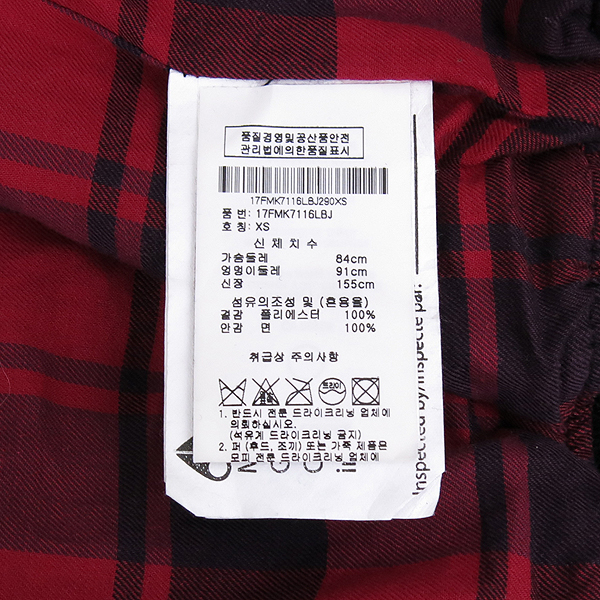 품질경영및공산품안전
관리법에의한품질표시
17FMK7116LBJ290XS
품 번: 17FMK7116LBJ
호 칭: XS
신 체 치 수
가슴둘레 84cm
엉덩이둘레 91cm
신장 155cm
섬유의조성 및 (혼용율)
겉감 폴리에스터 100%
안감 면 100%
취급상 주의사항
드라이
1. 반드시 전문 드라이크리닝 업체에
의뢰하십시오.
(석유계 드라이크리닝 금지)
2. 퍼 (후드, 조끼) 또는 가죽 제품은
모피 전문 드라이크리닝 업체에
Inspected by/Inspecte par: